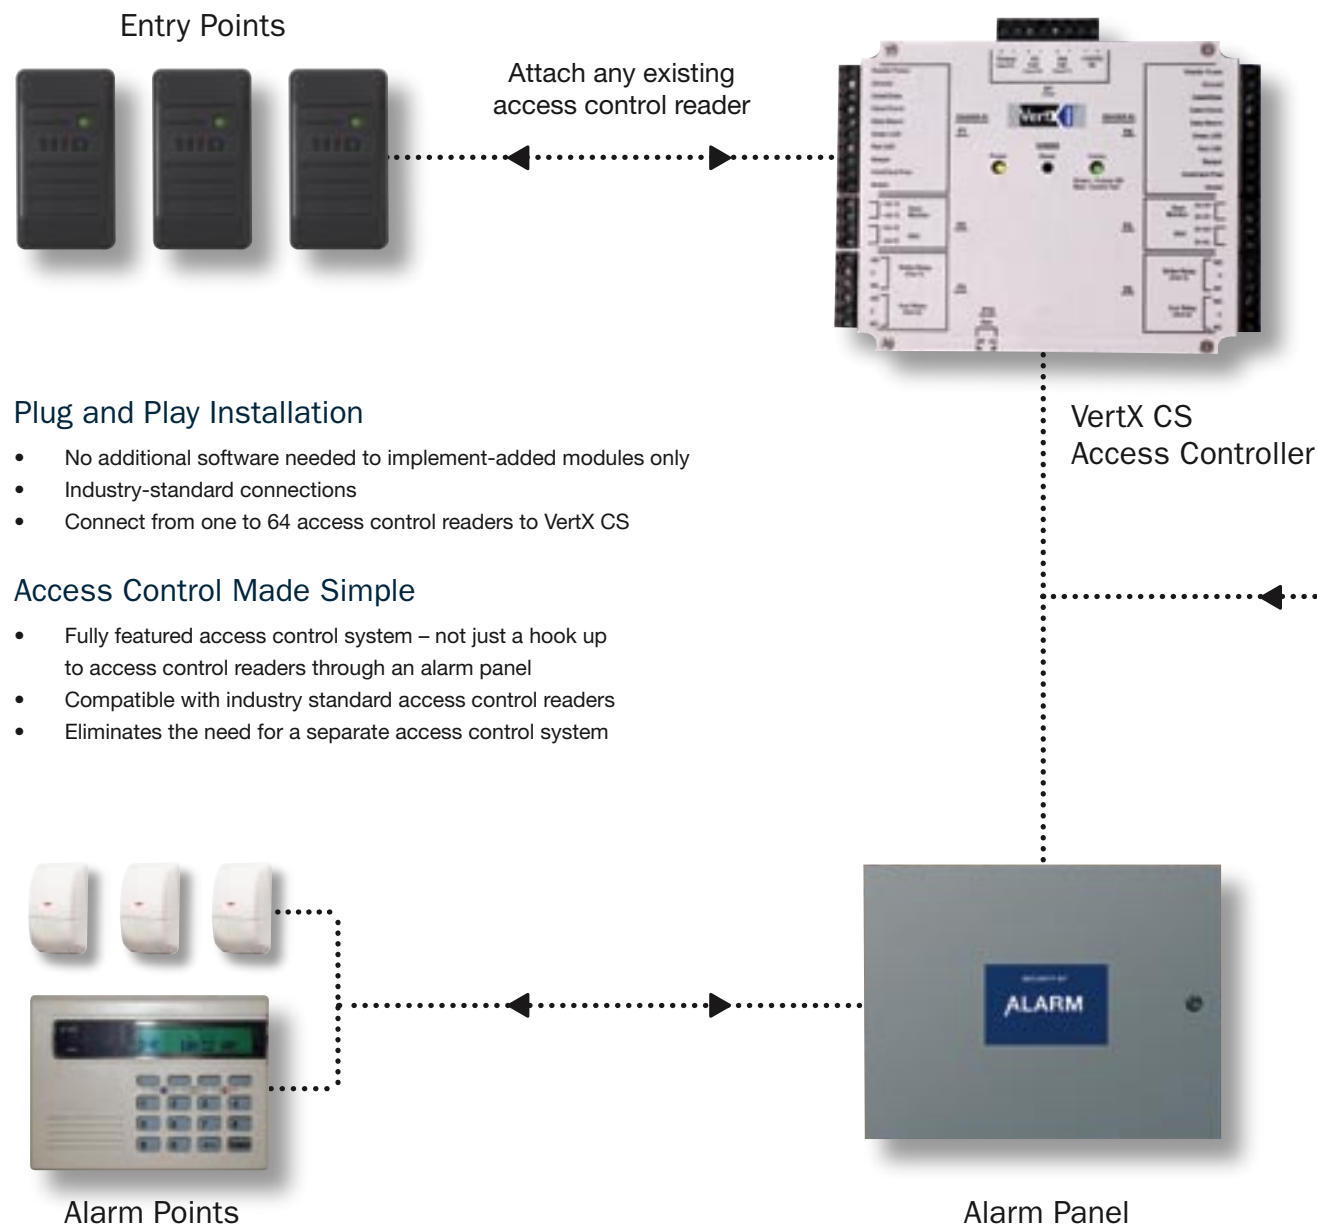 Entry Points
Attach any existing
access control reader
VertX
Plug and Play Installation
• No additional software needed to implement-added modules only
• Industry-standard connections
• Connect from one to 64 access control readers to VertX CS
VertX CS
Access Controller
Access Control Made Simple
• Fully featured access control system – not just a hook up
to access control readers through an alarm panel
• Compatible with industry standard access control readers
• Eliminates the need for a separate access control system
SECURITY BY
ALARM
Alarm Points
Alarm Panel